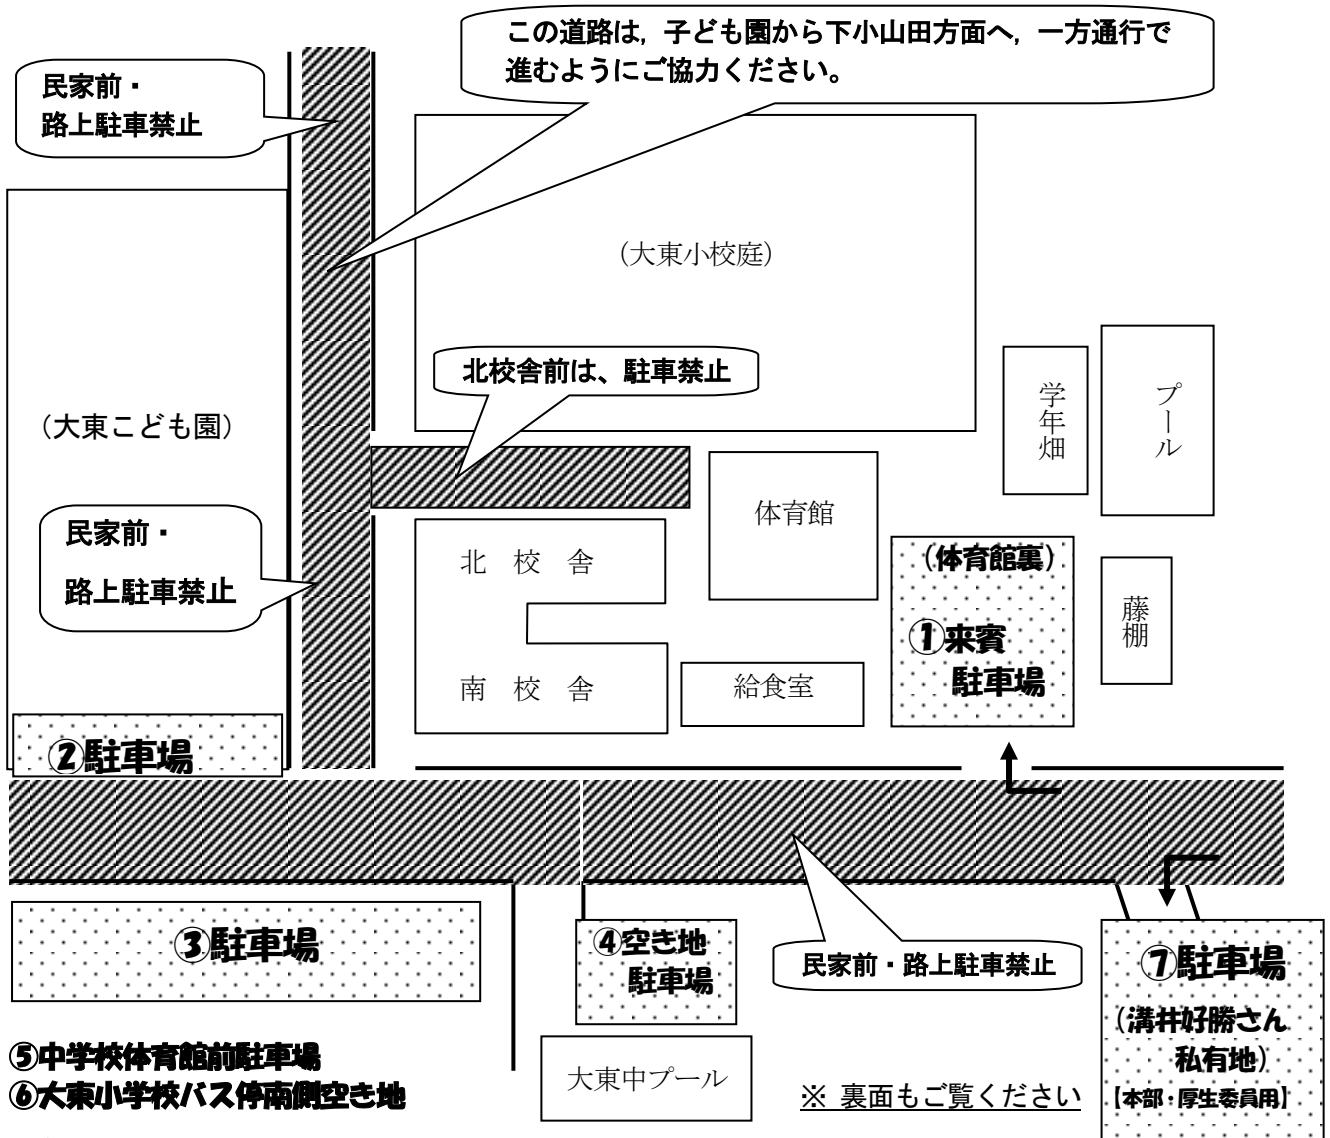 この道路は，子ども園から下小山田方面へ，一方通行で
進むようにご協力ください。
民家前・
路上駐車禁止
（大東小校庭）
北校舎前は、駐車禁止
学年畑
プール
（大東こども園）
体育館
民家前・
路上駐車禁止
北　校　舎
（体育館裏）
①来賓
駐車場
藤棚
南　校　舎
給食室
②駐車場
③駐車場
④空き地
駐車場
民家前・路上駐車禁止
⑦駐車場
（溝井好勝さん
私有地）
【本部・厚生委員用】
⑤中学校体育館前駐車場
⑥大東小学校バス停南側空き地
大東中プール
※ 裏面もご覧ください